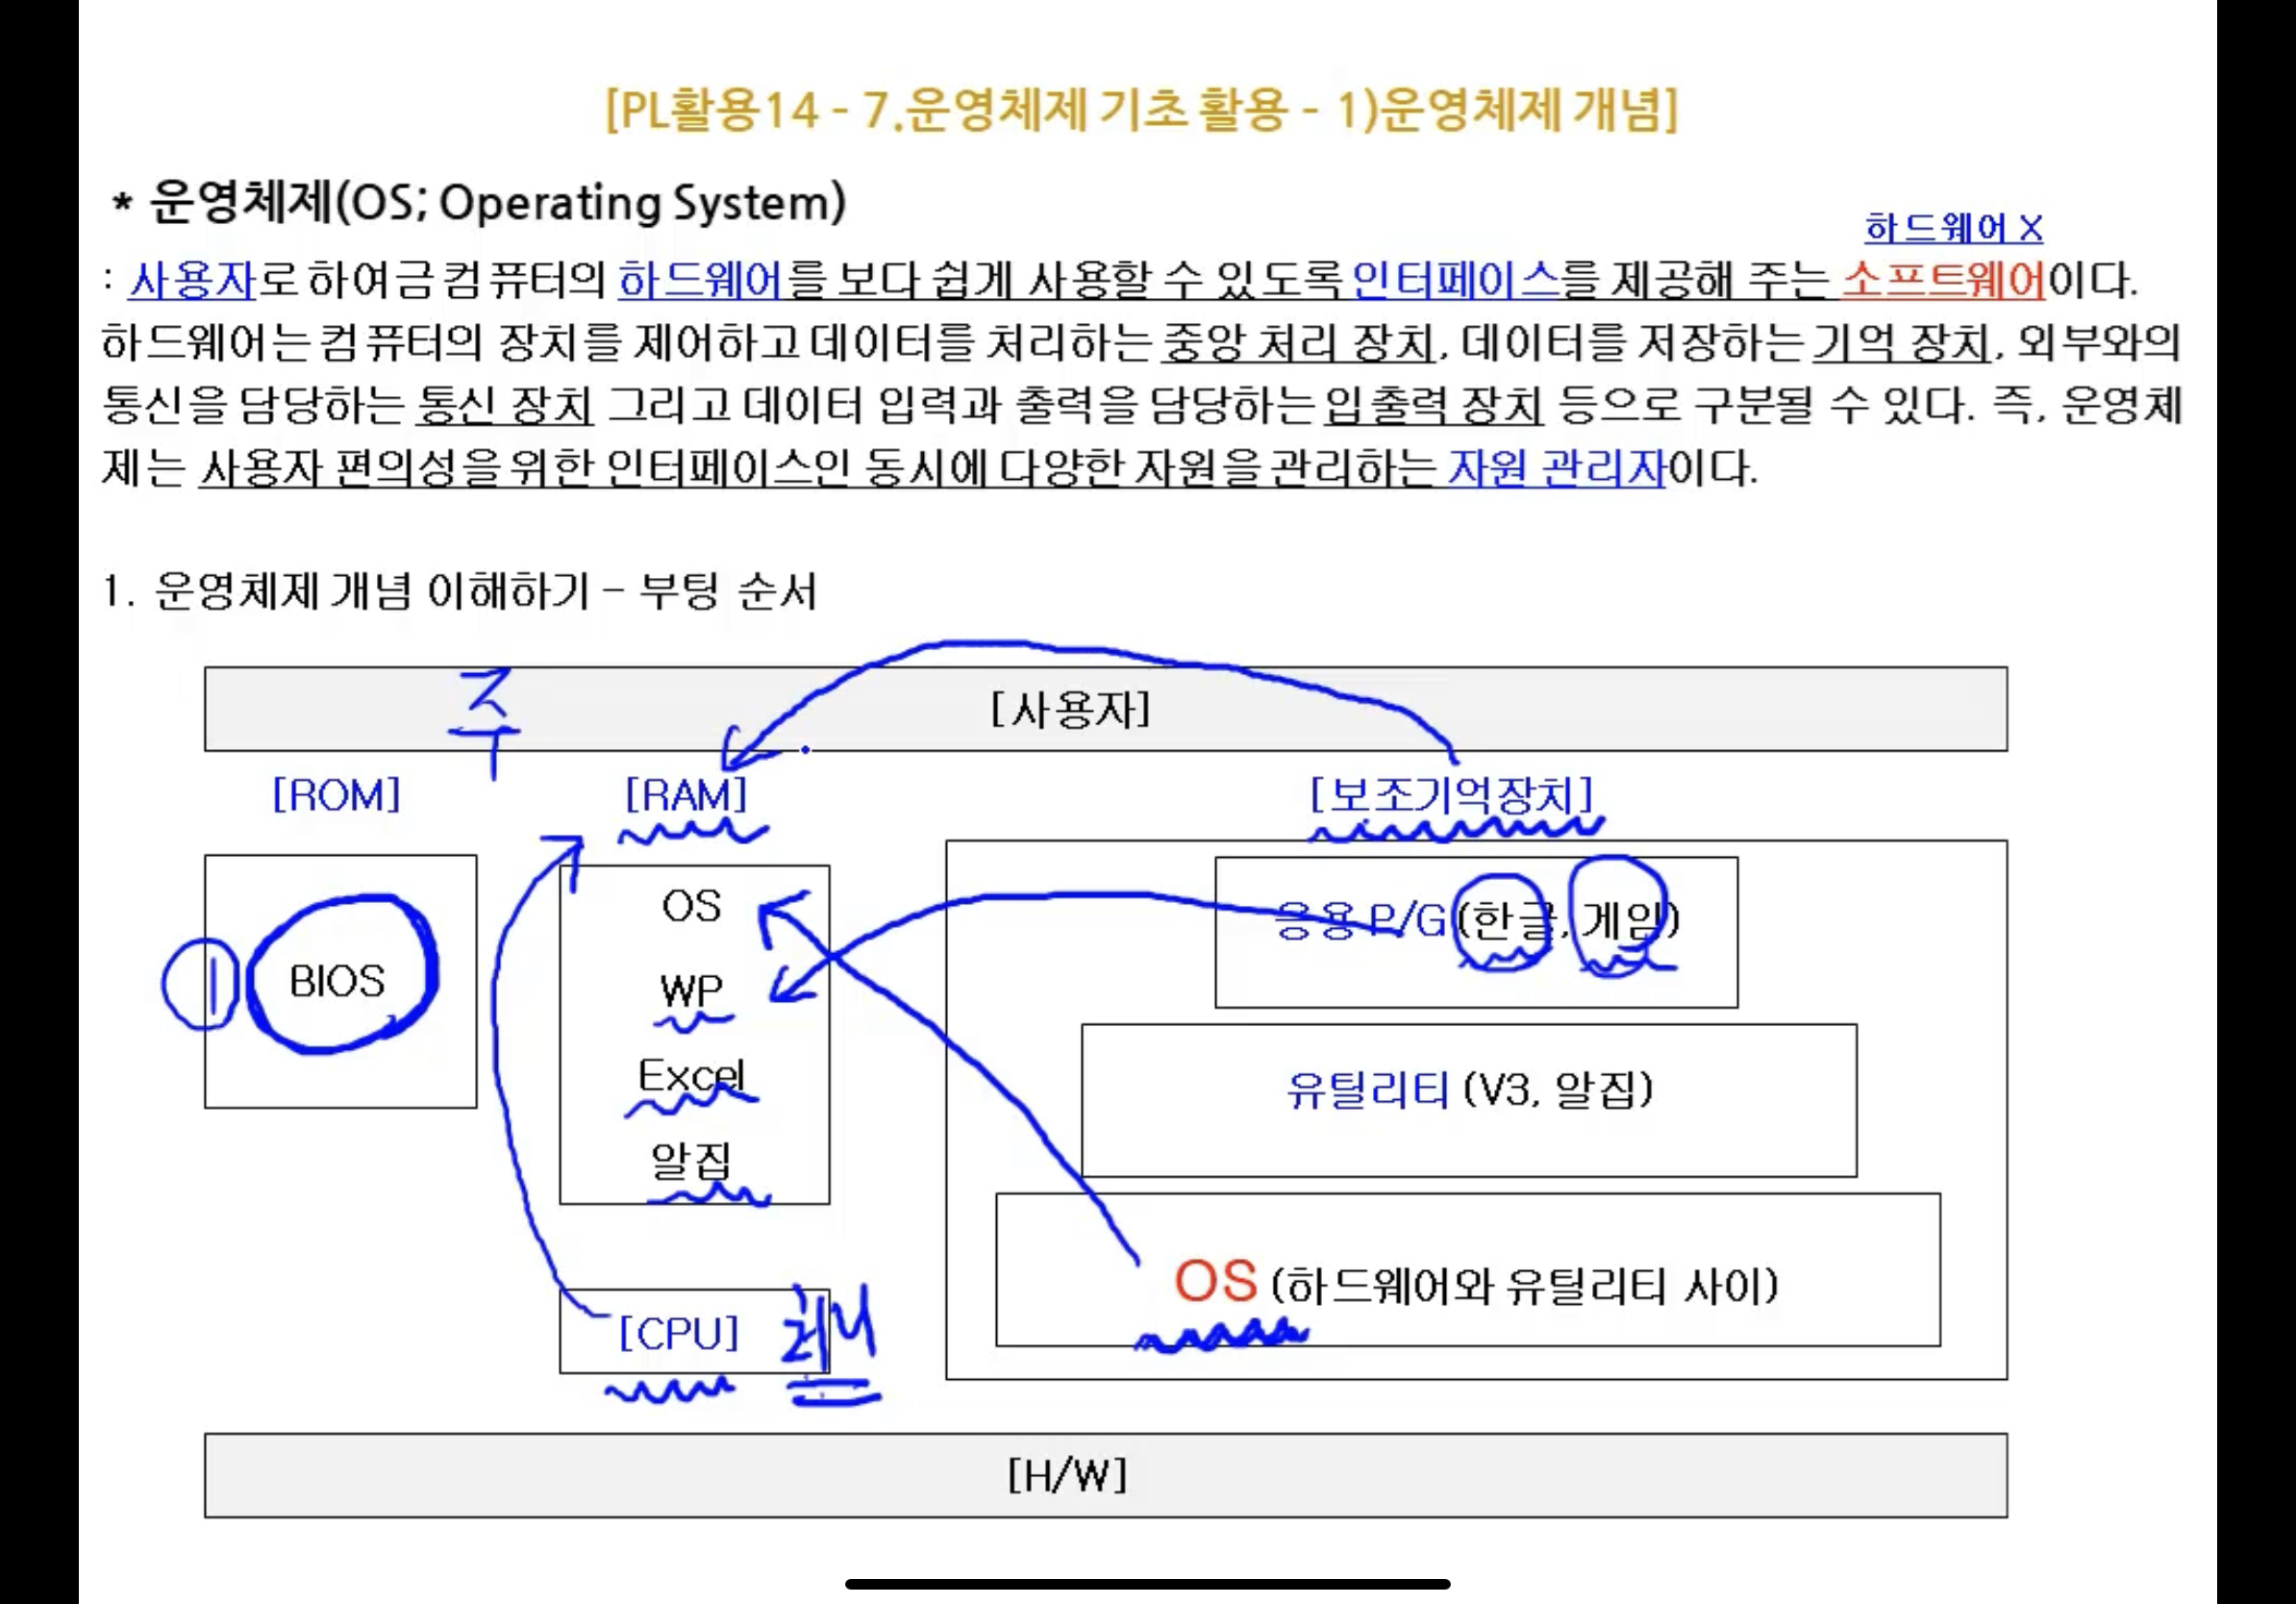 [PL활용14 - 7.운영체제 기초 활용 - 1)운영체제 개념]
* 운영체제(OS; Operating System)
하드웨어 X
: 사용자로 하여금 컴퓨터의 하드웨어를 보다 쉽게 사용할 수 있도록 인터페이스를 제공해 주는 소프트웨어이다.
하드웨어는 컴퓨터의 장치를 제어하고 데이터를 처리하는 중앙 처리 장치, 데이터를 저장하는 기억 장치, 외부와의
통신을 담당하는 통신 장치 그리고 데이터 입력과 출력을 담당하는 입출력 장치 등으로 구분될 수 있다. 즉, 운영체
제는 사용자 편의성을 위한 인터페이스인 동시에 다양한 자원을 관리하는 자원 관리자이다.
1. 운영체제 개념 이해하기 – 부팅 순서
주
[사용자]
[ROM]
[RAM]
[보조기억장치]
1
BIOS
OS
WP
Excel
알집
응용 P/G (한글, 게임)
유틸리티 (V3, 알집)
OS (하드웨어와 유틸리티 사이)
[CPU]
[H/W]